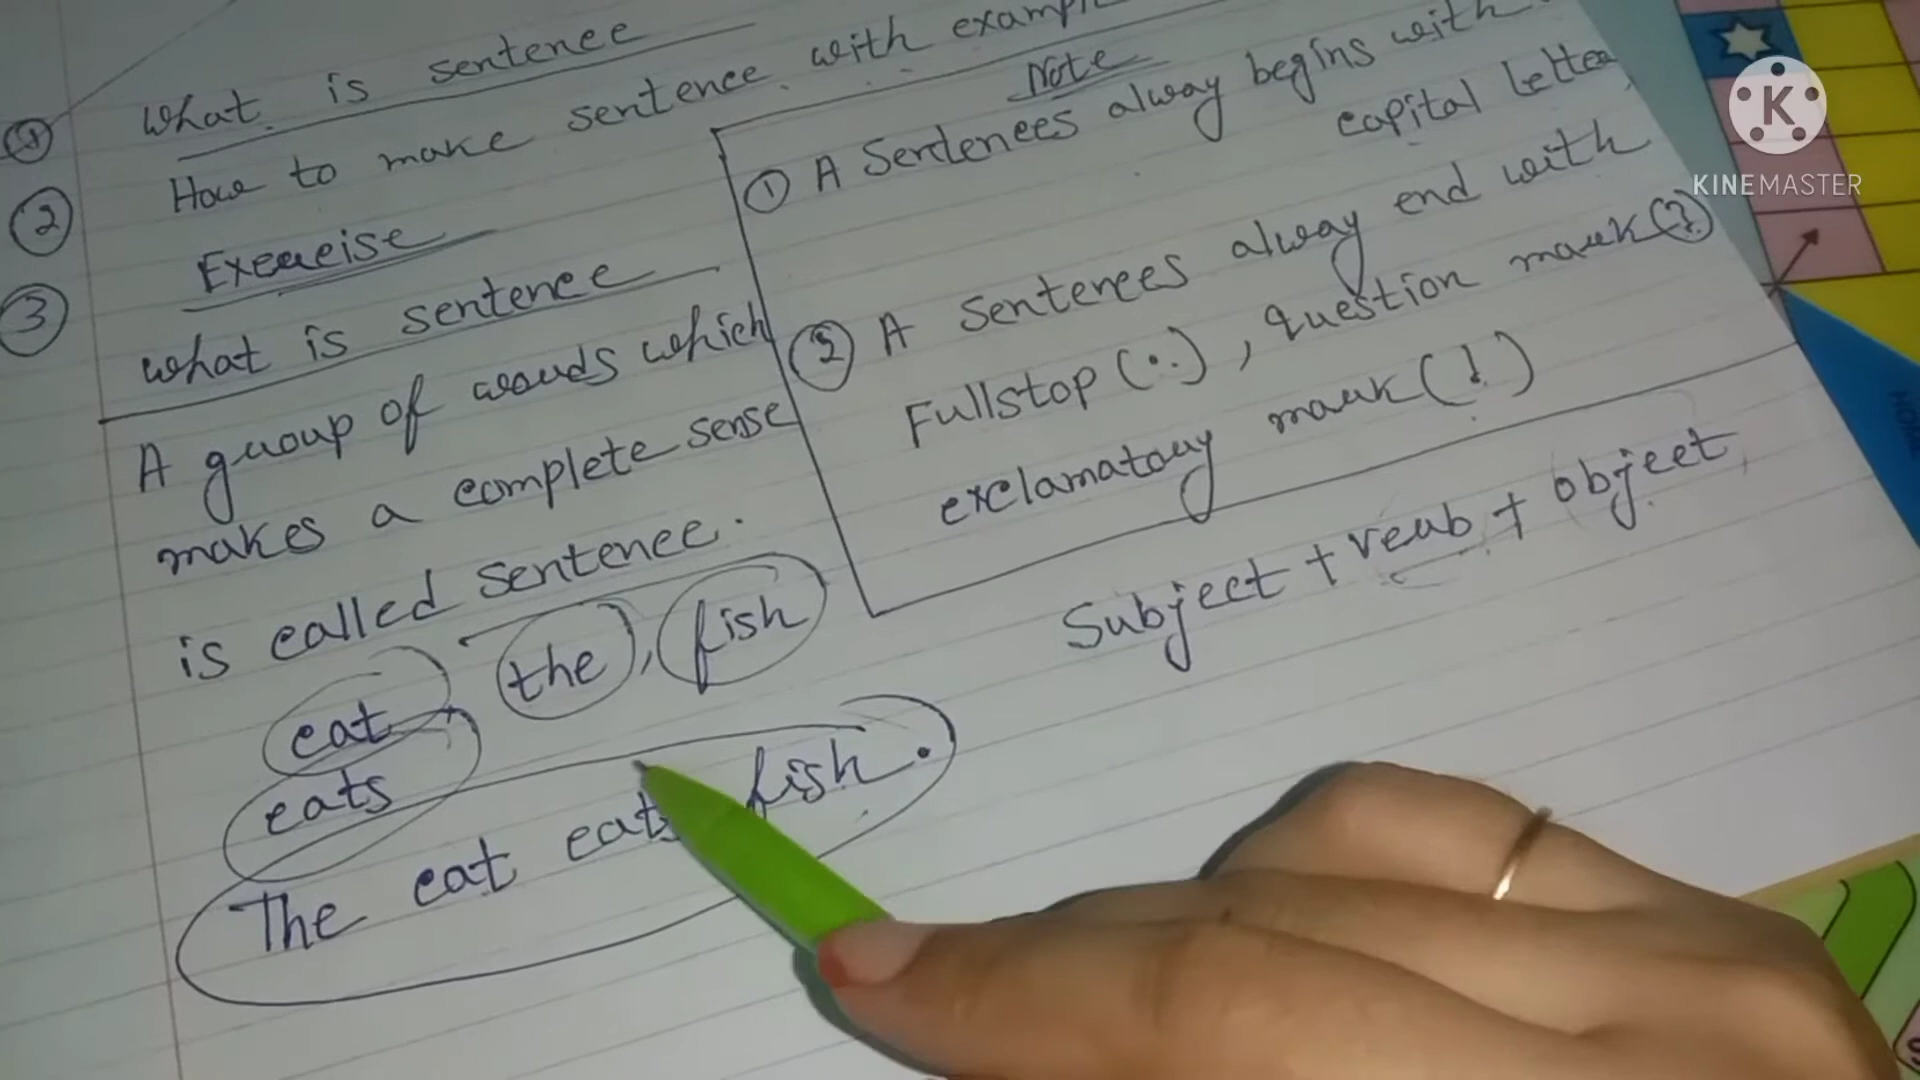 ① What is sentence
② How to make sentence with example
③ Exercise
what is sentence
A group of words which
makes a complete sense
is called sentence.
cat the, fish
eats
The cat eats fish.
Note
① A Sentences alway begins with
capital letter
② A sentences alway end with
Fullstop (.), question mark (?)
exclamatory mark (!)
Subject + verb + object
K
KINEMASTER